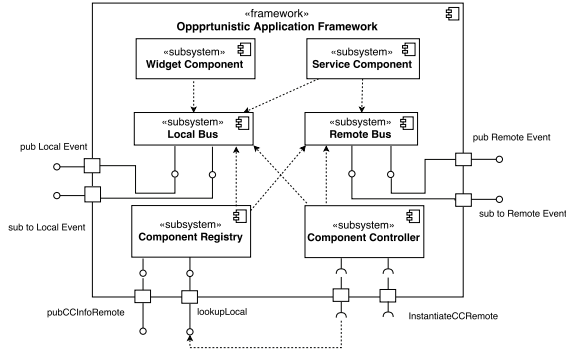 «framework»
Oppprtunistic Application Framework
«subsystem»
Widget Component
«subsystem»
Service Component
«subsystem»
Local Bus
«subsystem»
Remote Bus
pub Local Event
pub Remote Event
sub to Local Event
sub to Remote Event
«subsystem»
Component Registry
«subsystem»
Component Controller
pubCCInfoRemote
lookupLocal
InstantiateCCRemote